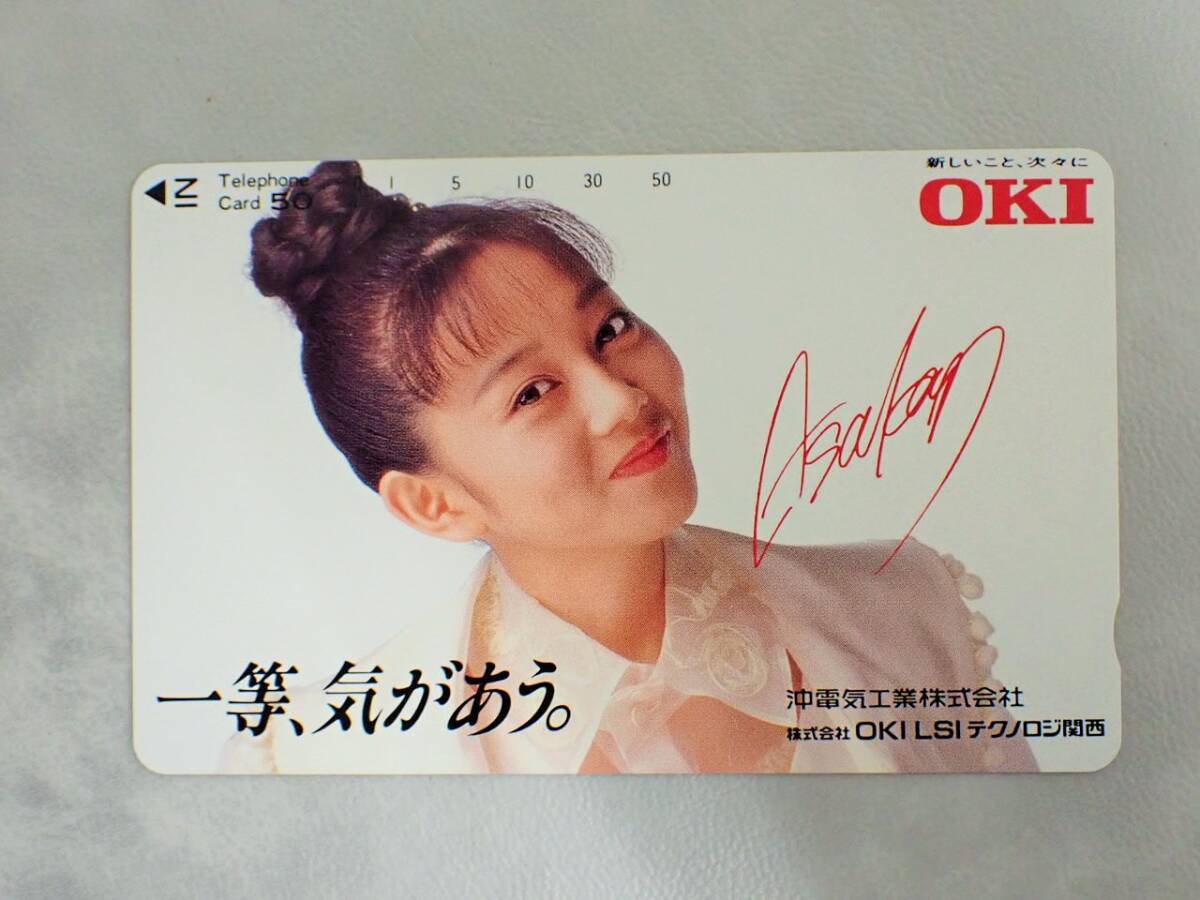 IN
Telephone 1 5 10 30 50
Card 50
新しいこと、次々に
OKI
一等、気があう。
沖電気工業株式会社
株式会社 OKI LSI テクノロジ関西